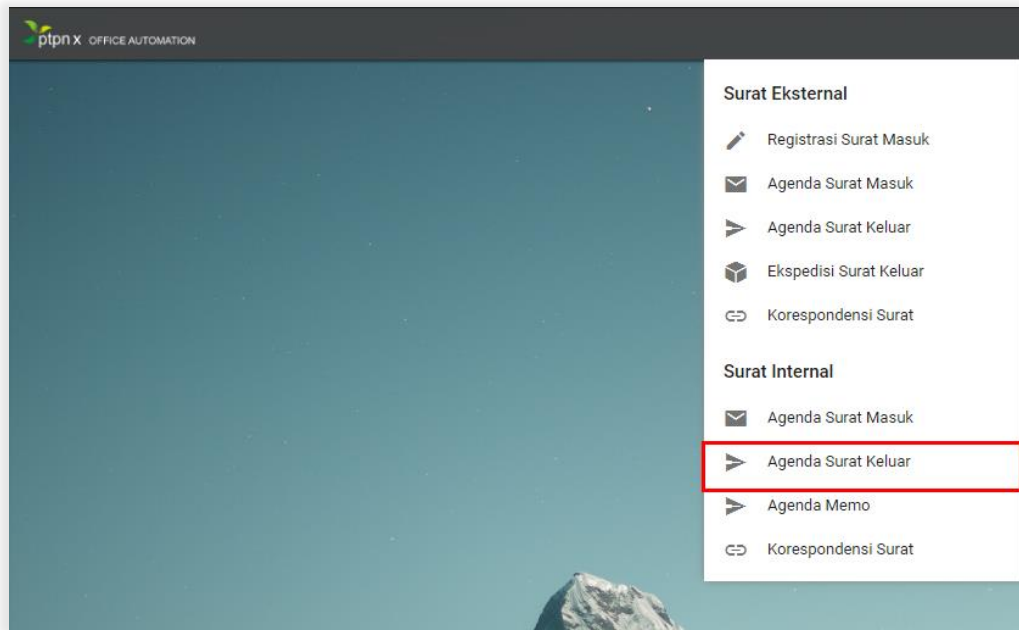 ptpn x OFFICE AUTOMATION
Surat Eksternal
Registrasi Surat Masuk
Agenda Surat Masuk
Agenda Surat Keluar
Ekspedisi Surat Keluar
Korespondensi Surat
Surat Internal
Agenda Surat Masuk
Agenda Surat Keluar
Agenda Memo
Korespondensi Surat